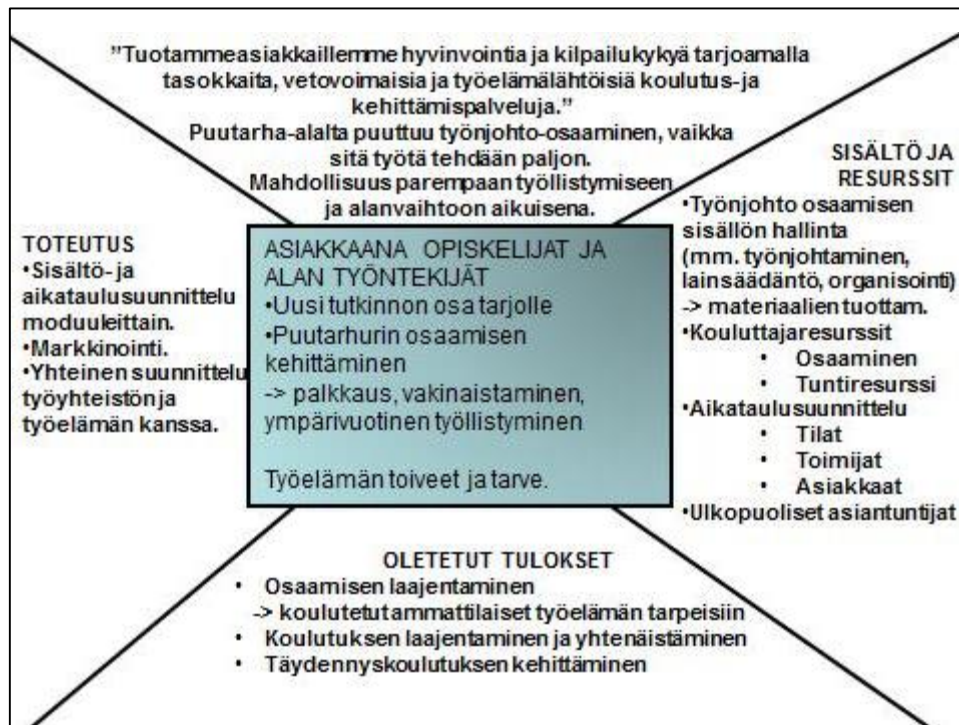 ”Tuotammeasiakkaillemme hyvinvointia ja kilpailukykyä tarjoamalla
tasokkaita, vetovoimaisia ja työelämälähtöisiä koulutus-ja
kehittämispalveluja.”
Puutarha-alalta puuttuu työnjohto-osaaminen, vaikka
sitä työtä tehdään paljon.
Mahdollisuus parempaan työllistymiseen
ja alanvaihtoon aikuisena.
TOTEUTUS
•Sisältö- ja
aikataulusuunnittelu
moduuleittain.
•Markkinointi.
•Yhteinen suunnittelu
työyhteistön ja
työelämän kanssa.
ASIAKKAANA OPISKELIJAT JA
ALAN TYÖNTEKIJÄT
•Uusi tutkinnon osa tarjolle
•Puutarhurin osaamisen
kehittäminen
-> palkkaus, vakinaistaminen,
ympärivuotinen työllistyminen
Työelämän toiveet ja tarve.
SISÄLTÖ JA
RESURSSIT
•Työnjohto osaamisen
sisällön hallinta
(mm. työnjohtaminen,
lainsäädäntö, organisointi)
-> materiaalien tuottam.
•Kouluttajaresurssit
• Osaaminen
• Tuntiresurssi
•Aikataulusuunnittelu
• Tilat
• Toimijat
• Asiakkaat
•Ulkopuoliset asiantuntijat
OLETETUT TULOKSET
• Osaamisen laajentaminen
-> koulutetut ammattilaiset työelämän tarpeisiin
• Koulutuksen laajentaminen ja yhtenäistäminen
• Täydennyskoulutuksen kehittäminen